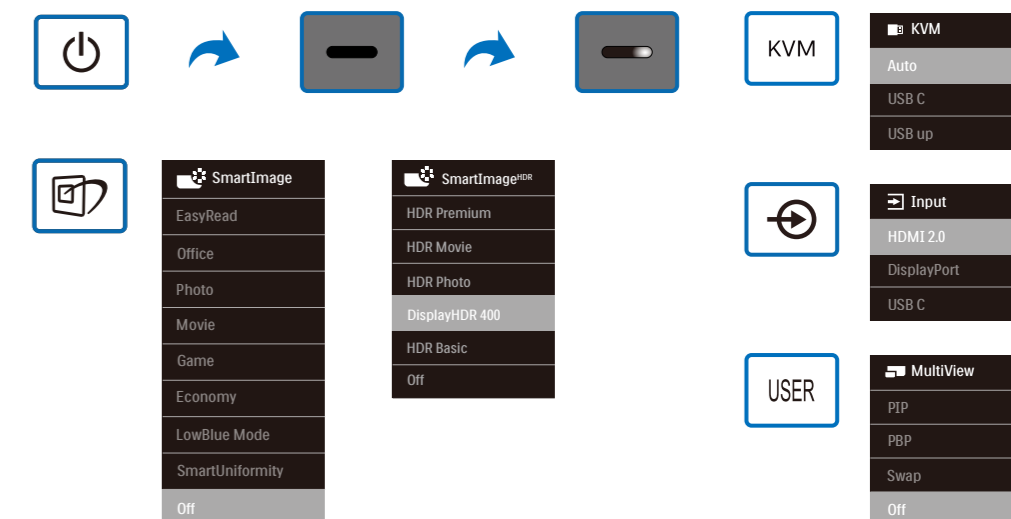 KVM
KVM
Auto
USB C
USB up
SmartImage
EasyRead
Office
Photo
Movie
Game
Economy
LowBlue Mode
SmartUniformity
Off
SmartImageHDR
HDR Premium
HDR Movie
HDR Photo
DisplayHDR 400
HDR Basic
Off
Input
HDMI 2.0
DisplayPort
USB C
USER
MultiView
PIP
PBP
Swap
Off